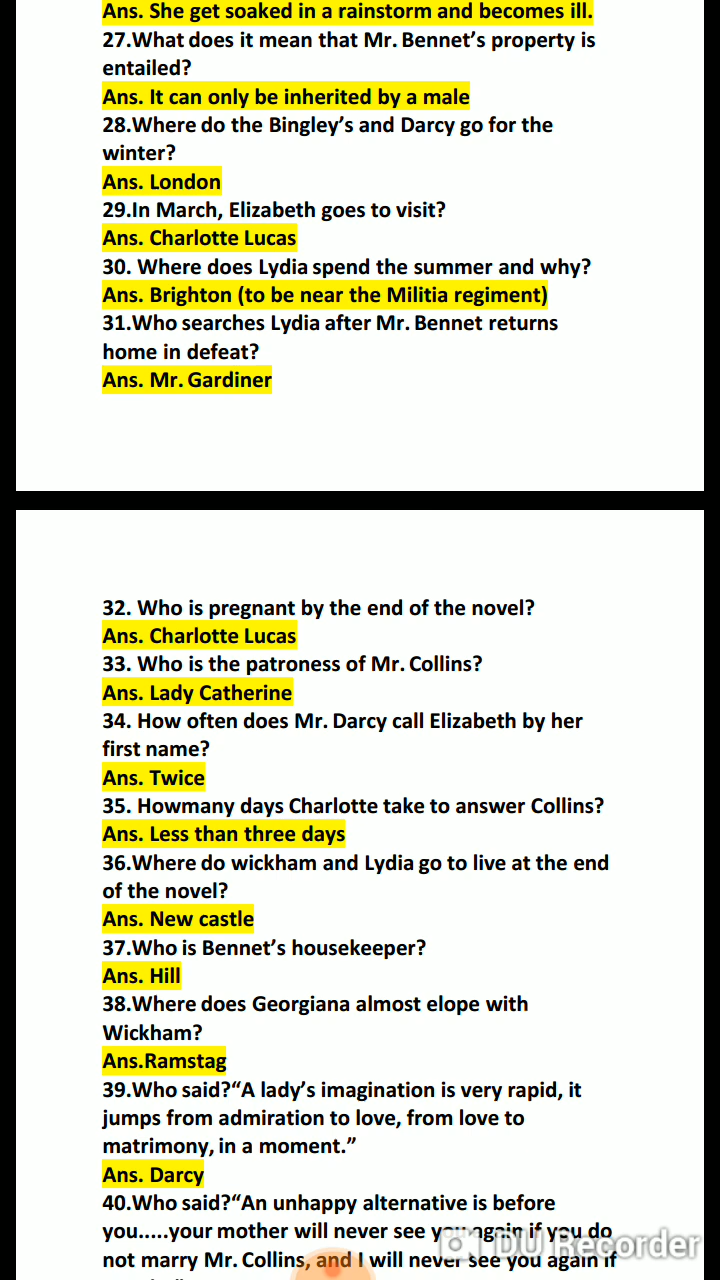 Ans. She get soaked in a rainstorm and becomes ill.
27.What does it mean that Mr. Bennet's property is
entailed?
Ans. It can only be inherited by a male
28.Where do the Bingley's and Darcy go for the
winter?
Ans. London
29.In March, Elizabeth goes to visit?
Ans. Charlotte Lucas
30. Where does Lydia spend the summer and why?
Ans. Brighton (to be near the Militia regiment)
31.Who searches Lydia after Mr. Bennet returns
home in defeat?
Ans. Mr. Gardiner
32. Who is pregnant by the end of the novel?
Ans. Charlotte Lucas
33. Who is the patroness of Mr. Collins?
Ans. Lady Catherine
34. How often does Mr. Darcy call Elizabeth by her
first name?
Ans. Twice
35. Howmany days Charlotte take to answer Collins?
Ans. Less than three days
36.Where do wickham and Lydia go to live at the end
of the novel?
Ans. New castle
37.Who is Bennet's housekeeper?
Ans. Hill
38.Where does Georgiana almost elope with
Wickham?
Ans.Ramstag
39.Who said?“A lady's imagination is very rapid, it
jumps from admiration to love, from love to
matrimony, in a moment.”
Ans. Darcy
40.Who said?“An unhappy alternative is before
you.....your mother will never see you again if you do
not marry Mr. Collins, and I will never see you again if
DU Recorder